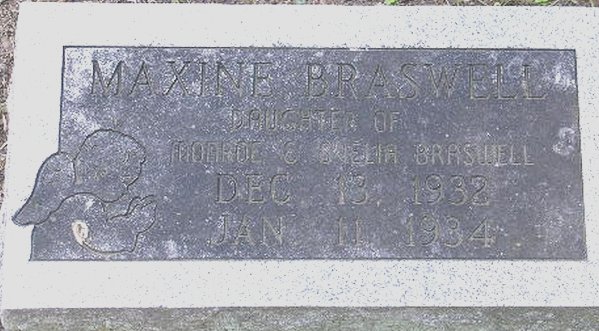 MAXINE BRASWELL
DAUGHTER OF
MONROE & BRASWELL
DEC. 13, 1932
JAN. 11, 1934